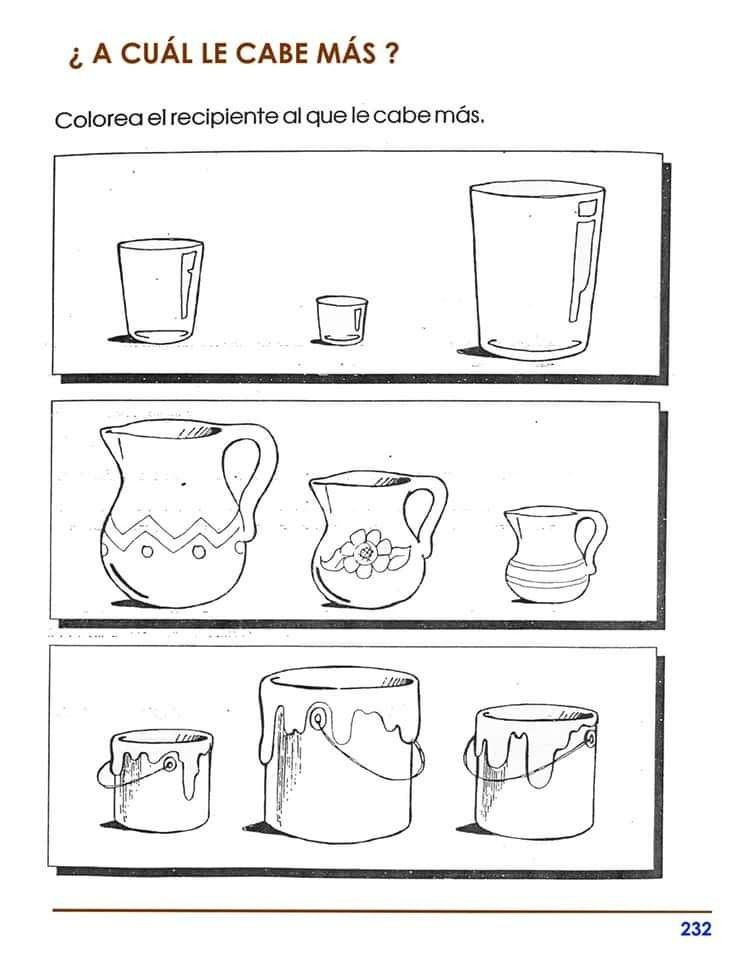 ¿ A CUÁL LE CABE MÁS ?
Colorea el recipiente al que le cabe más.
232